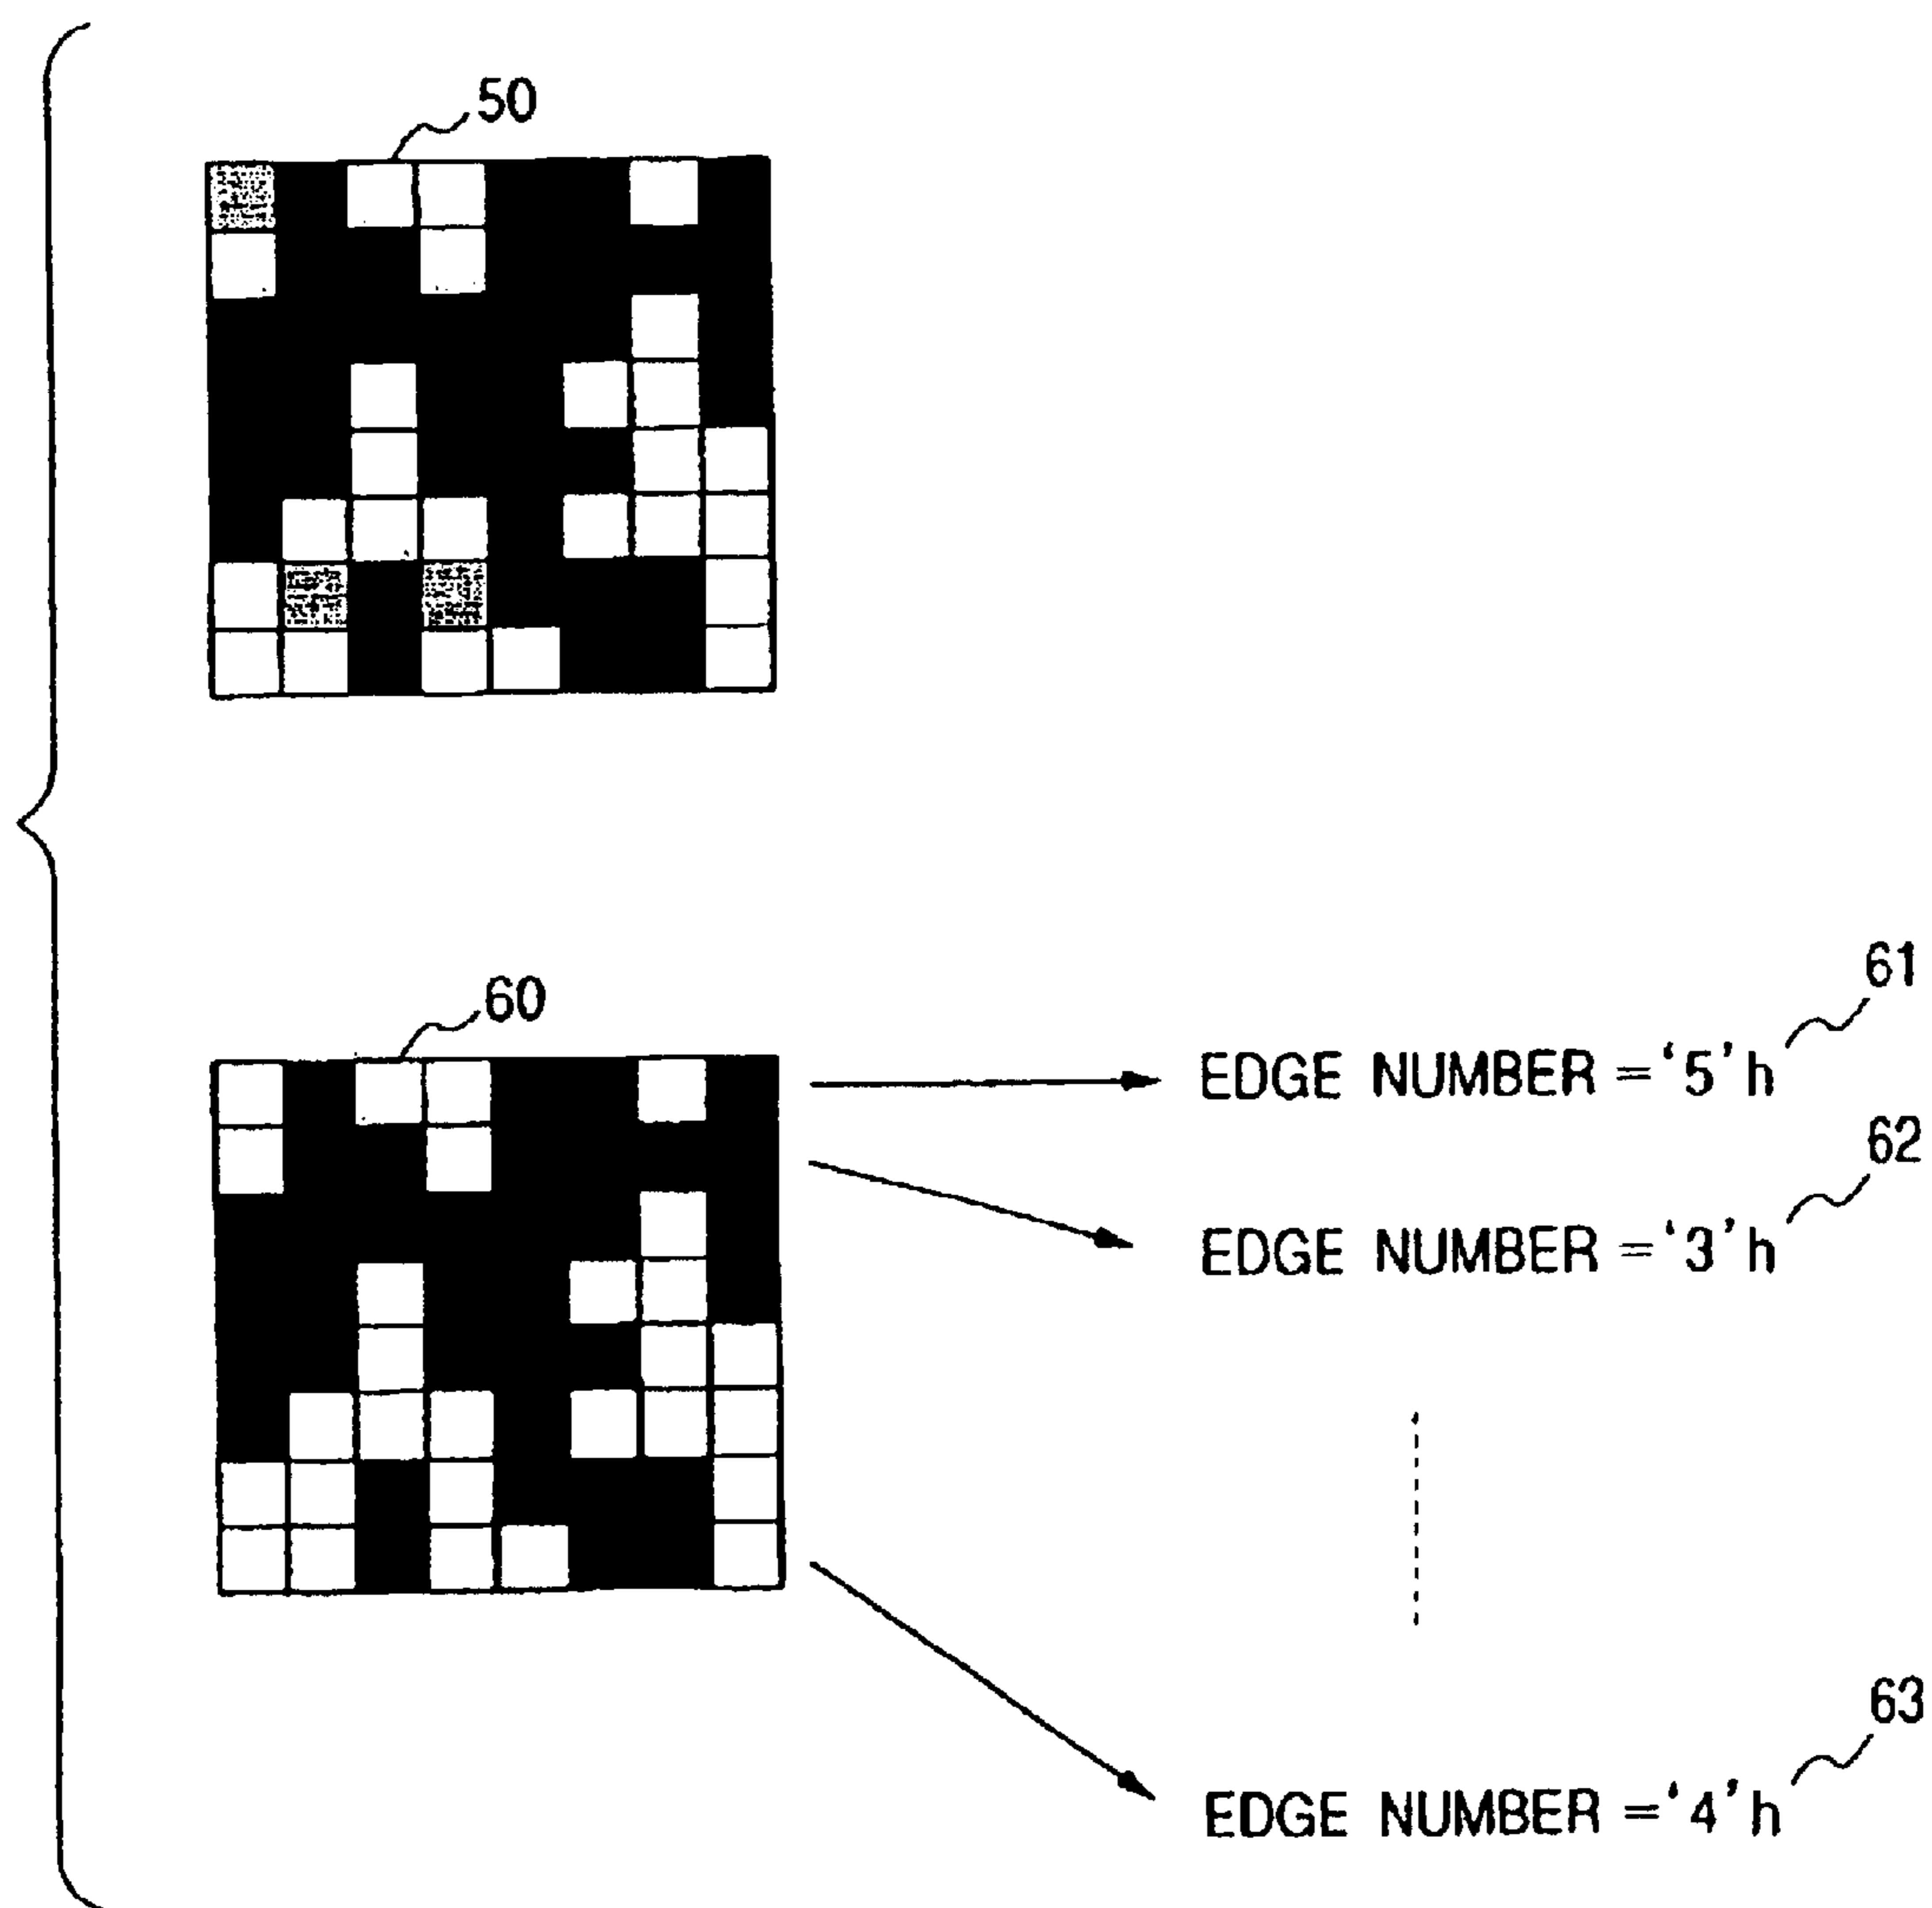 50
60
61
EDGE NUMBER =‘5’h
62
EDGE NUMBER =‘3’h
63
EDGE NUMBER =‘4’h